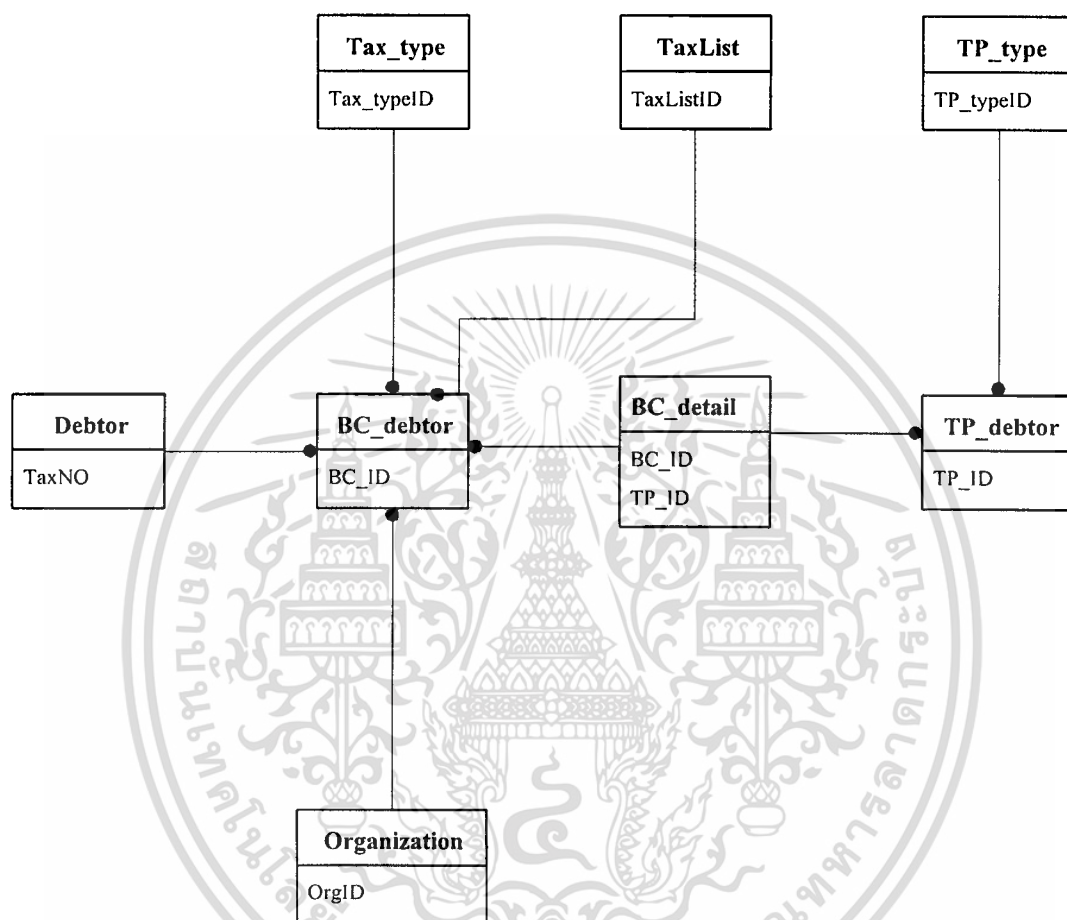 Tax_type
Tax_typeID
TaxList
TaxListID
TP_type
TP_typeID
Debtor
TaxNO
BC_debtor
BC_ID
BC_detail
BC_ID
TP_ID
TP_debtor
TP_ID
Organization
OrgID